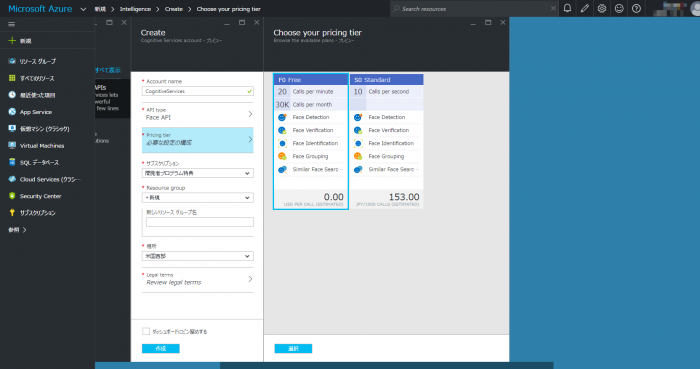 Microsoft Azure
新規 > Intelligence > Create > Choose your pricing tier
Search resources
新規
リソース グループ
すべてのリソース
最近使った項目
App Service
仮想マシン (クラシック)
Virtual Machines
SQL データベース
Cloud Services (クラシ···
Security Center
サブスクリプション
参照 >
すべて表示
APIs
vices lets
werful
few lines
utions
Create
Cognitive Services account - プレビュー
* Account name
CognitiveServices
* API type
Face API
* Pricing tier
必要な設定の構成
* サブスクリプション
開発者プログラム特典
* Resource group
+新規
* 新しいリソース グループ名
* 場所
米国西部
* Legal terms
Review legal terms
ダッシュボードにピン留めする
作成
Choose your pricing tier
Browse the available plans - プレビュー
F0 Free
20 Calls per minute
30K Calls per month
Face Detection
Face Verification
Face Identification
Face Grouping
Similar Face Searc···
0.00
USD PER CALL (ESTIMATED)
S0 Standard
10 Calls per second
Face Detection
Face Verification
Face Identification
Face Grouping
Similar Face Searc···
153.00
JPY/1000 CALLS (ESTIMATED)
選択